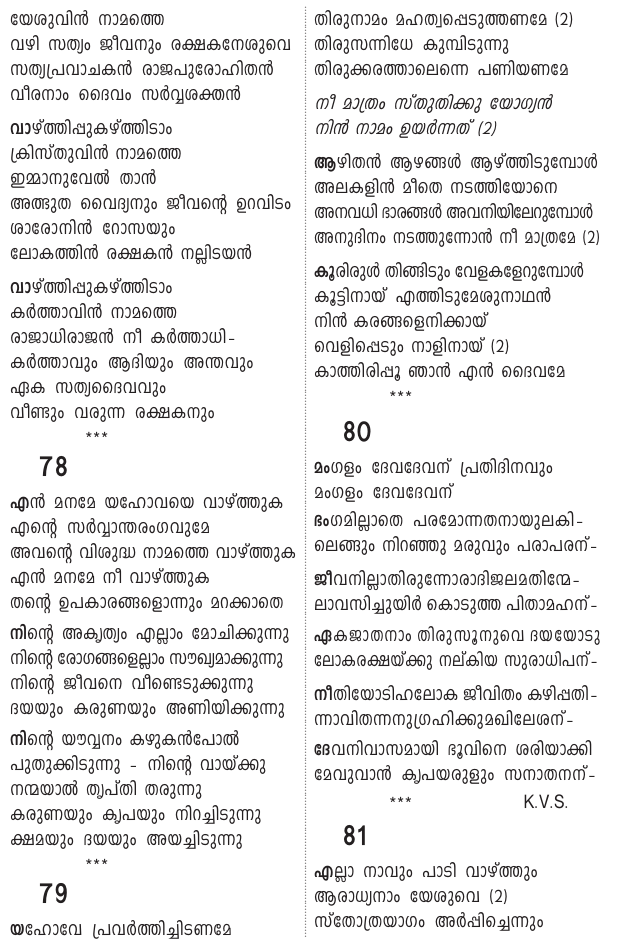 യേശുവിൻ നാമത്തെ
വഴി സത്യം ജീവനും രക്ഷകനേശുവെ
സത്യപ്രവാചകൻ രാജപുരോഹിതൻ
വീരനാം ദൈവം സർവ്വശക്തൻ
വാഴ്ത്തിപ്പുകഴ്ത്തിടാം
ക്രിസ്തുവിൻ നാമത്തെ
ഇമ്മാനുവേൽ താൻ
അത്ഭുത വൈദ്യനും ജീവന്റെ ഉറവിടം
ശാരോനിൻ റോസയും
ലോകത്തിൻ രക്ഷകൻ നല്ലിടയൻ
വാഴ്ത്തിപ്പുകഴ്ത്തിടാം
കർത്താവിൻ നാമത്തെ
രാജാധിരാജൻ നീ കർത്താധി-
കർത്താവും ആദിയും അന്തവും
ഏക സത്യദൈവവും
വീണ്ടും വരുന്ന രക്ഷകനും
***
78
എൻ മനമേ യഹോവയെ വാഴ്ത്തുക
എന്റെ സർവ്വാന്തരംഗവുമേ
അവന്റെ വിശുദ്ധ നാമത്തെ വാഴ്ത്തുക
എൻ മനമേ നീ വാഴ്ത്തുക
തന്റെ ഉപകാരങ്ങളൊന്നും മറക്കാതെ
നിന്റെ അകൃത്യം എല്ലാം മോചിക്കുന്നു
നിന്റെ രോഗങ്ങളെല്ലാം സൗഖ്യമാക്കുന്നു
നിന്റെ ജീവനെ വീണ്ടെടുക്കുന്നു
ദയയും കരുണയും അണിയിക്കുന്നു
നിന്റെ യൗവ്വനം കഴുകൻപോൽ
പുതുക്കിടുന്നു - നിന്റെ വായ്ക്കു
നന്മയാൽ തൃപ്തി തരുന്നു
കരുണയും കൃപയും നിറച്ചിടുന്നു
ക്ഷമയും ദയയും അയച്ചിടുന്നു
***
79
യഹോവേ പ്രവർത്തിച്ചിടണമേ
തിരുനാമം മഹത്വപ്പെടുത്തണമേ (2)
തിരുസന്നിധേ കുമ്പിടുന്നു
തിരുക്കരത്താലെന്നെ പണിയണമേ
നീ മാത്രം സ്തുതിക്കു യോഗ്യൻ
നിൻ നാമം ഉയർന്നത് (2)
ആഴിതൻ ആഴങ്ങൾ ആഴ്ത്തിടുമ്പോൾ
അലകളിൻ മീതെ നടത്തിയോനെ
അനവധി ഭാരങ്ങൾ അവനിയിലേറുമ്പോൾ
അനുദിനം നടത്തുന്നോൻ നീ മാത്രമേ (2)
കൂരിരുൾ തിങ്ങിടും വേളകളേറുമ്പോൾ
കൂട്ടിനായ് എത്തിടുമേശുനാഥൻ
നിൻ കരങ്ങളെനിക്കായ്
വെളിപ്പെടും നാളിനായ് (2)
കാത്തിരിപ്പൂ ഞാൻ എൻ ദൈവമേ
***
80
മംഗളം ദേവദേവന് പ്രതിദിനവും
മംഗളം ദേവദേവന്
ഭംഗമില്ലാതെ പരമോന്നതനായുലകി-
ലെങ്ങും നിറഞ്ഞു മരുവും പരാപരന്-
ജീവനില്ലാതിരുന്നോരാദിജലമതിന്മേ-
ലാവസിച്ചുയിർ കൊടുത്ത പിതാമഹന്-
ഏകജാതനാം തിരുസൂനുവെ ദയയോടു
ലോകരക്ഷയ്ക്കു നല്കിയ സുരാധിപന്-
നീതിയോടിഹലോക ജീവിതം കഴിപ്പതി-
ന്നാവിതന്നനുഗ്രഹിക്കുമഖിലേശന്-
ദേവനിവാസമായി ഭൂവിനെ ശരിയാക്കി
മേവുവാൻ കൃപയരുളും സനാതനന്-
*** K.V.S.
81
എല്ലാ നാവും പാടി വാഴ്ത്തും
ആരാധ്യനാം യേശുവെ (2)
സ്തോത്രയാഗം അർപ്പിച്ചെന്നും